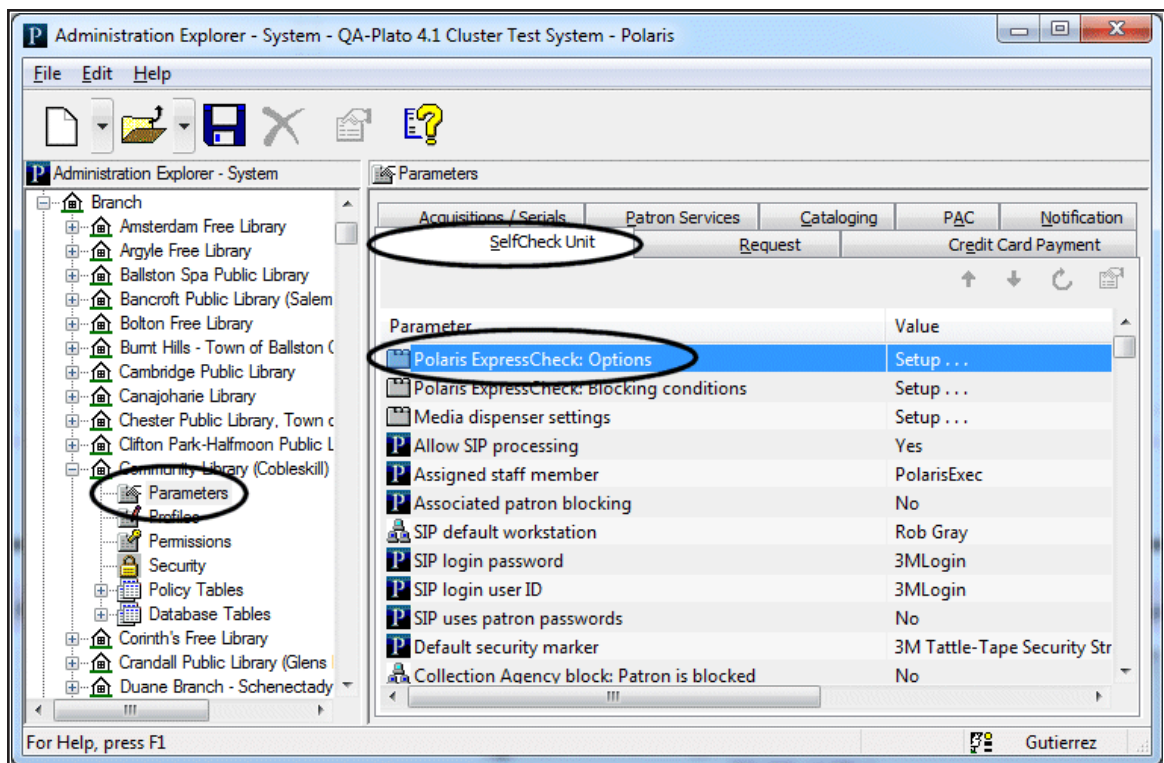 Administration Explorer - System - QA-Plato 4.1 Cluster Test System - Polaris
File Edit Help
Administration Explorer - System
Branch
Amsterdam Free Library
Argyle Free Library
Ballston Spa Public Library
Bancroft Public Library (Salem
Bolton Free Library
Burnt Hills - Town of Ballston (
Cambridge Public Library
Canajoharie Library
Chester Public Library, Town o
Clifton Park-Halfmoon Public L
Community Library (Cobleskill)
Parameters
Profiles
Permissions
Security
Policy Tables
Database Tables
Corinth's Free Library
Crandall Public Library (Glens
Duane Branch - Schenectady
Parameters
Acquisitions / Serials Patron Services Cataloging PAC Notification
SelfCheck Unit Request Credit Card Payment
Parameter Value
Polaris ExpressCheck: Options Setup . . .
Polaris ExpressCheck: Blocking conditions Setup . . .
Media dispenser settings Setup . . .
Allow SIP processing Yes
Assigned staff member PolarisExec
Associated patron blocking No
SIP default workstation Rob Gray
SIP login password 3MLogin
SIP login user ID 3MLogin
SIP uses patron passwords No
Default security marker 3M Tattle-Tape Security Str
Collection Agency block: Patron is blocked No
For Help, press F1
Gutierrez